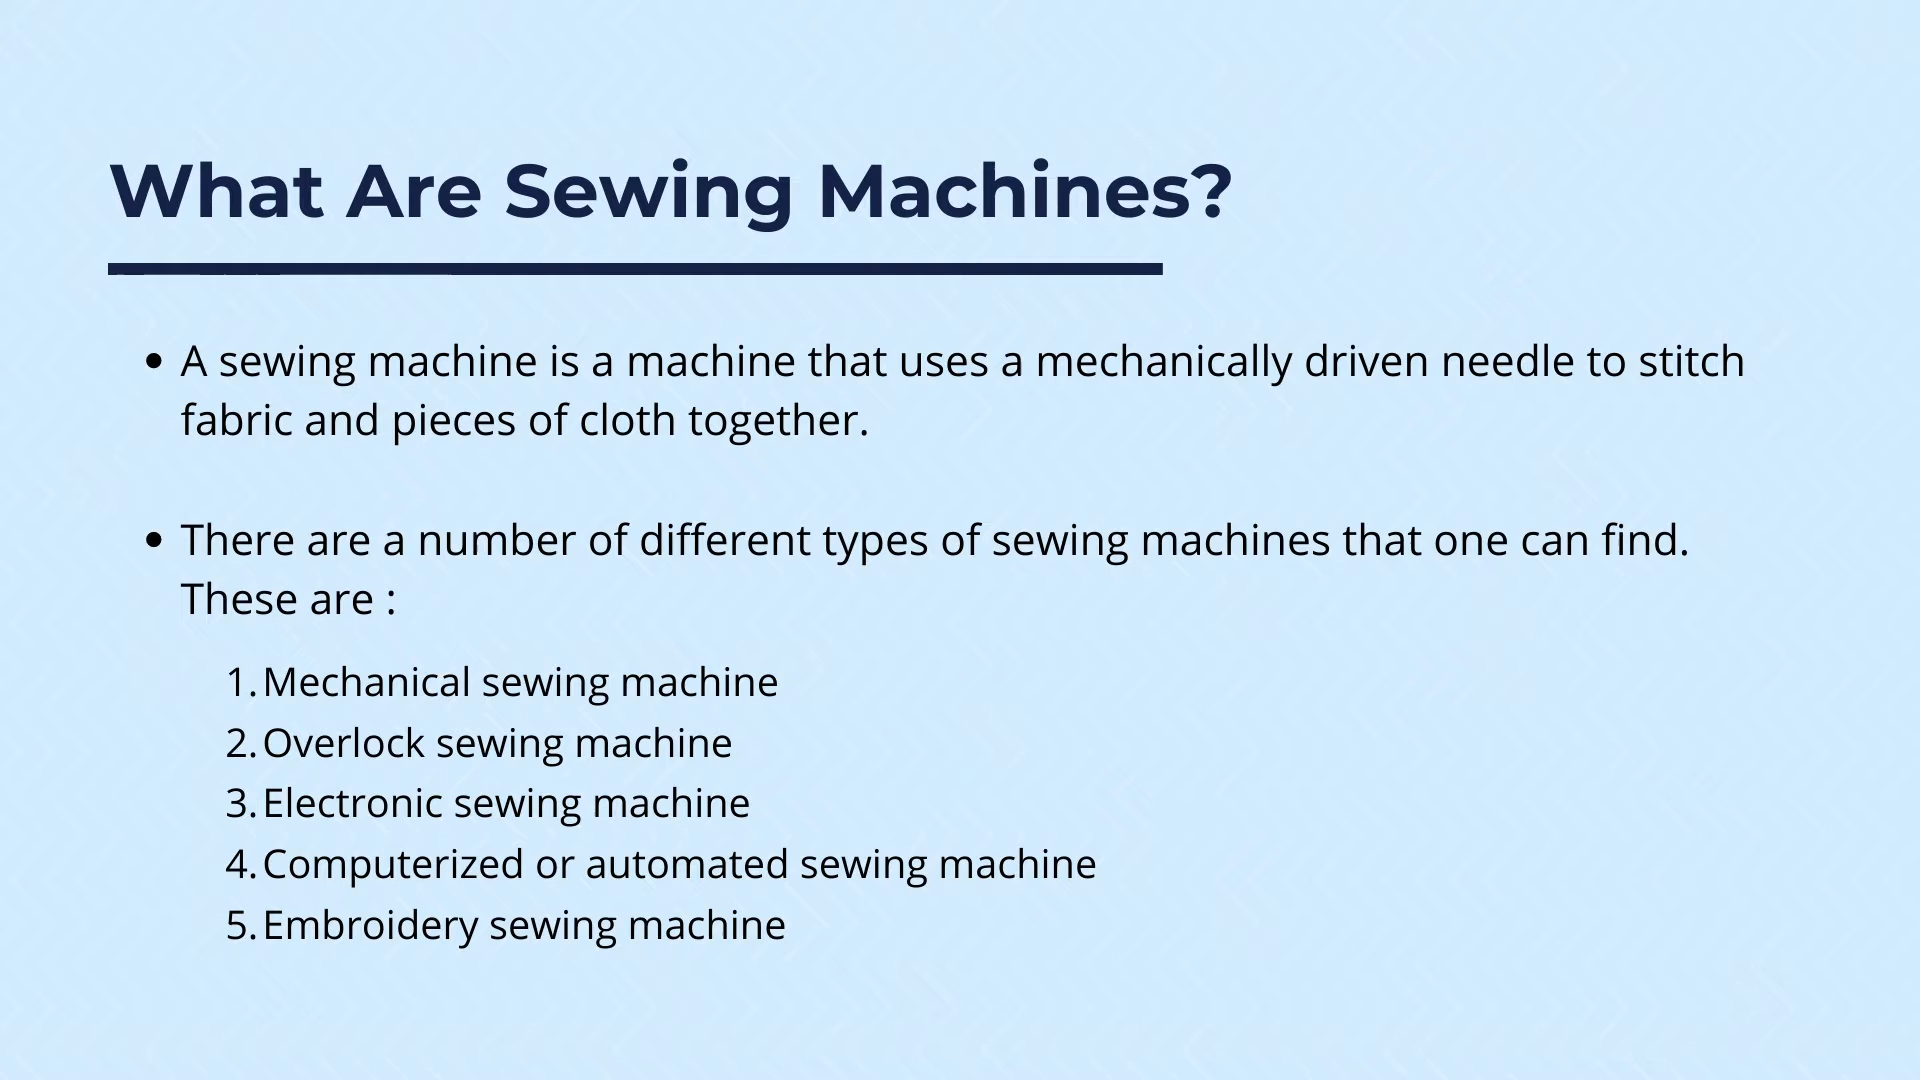 What Are Sewing Machines?
• A sewing machine is a machine that uses a mechanically driven needle to stitch
fabric and pieces of cloth together.
• There are a number of different types of sewing machines that one can find.
These are :
1. Mechanical sewing machine
2. Overlock sewing machine
3. Electronic sewing machine
4. Computerized or automated sewing machine
5. Embroidery sewing machine